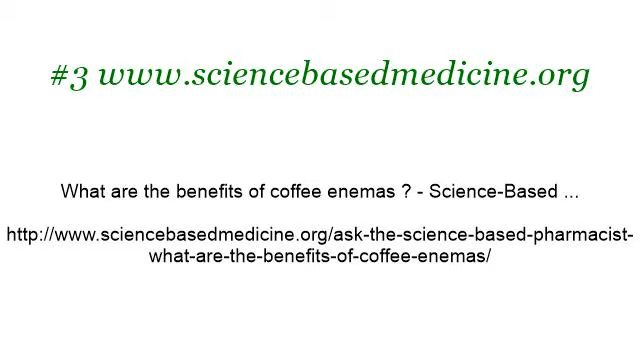 #3 www.sciencebasedmedicine.org
What are the benefits of coffee enemas ? - Science-Based ...
http://www.sciencebasedmedicine.org/ask-the-science-based-pharmacist-
what-are-the-benefits-of-coffee-enemas/